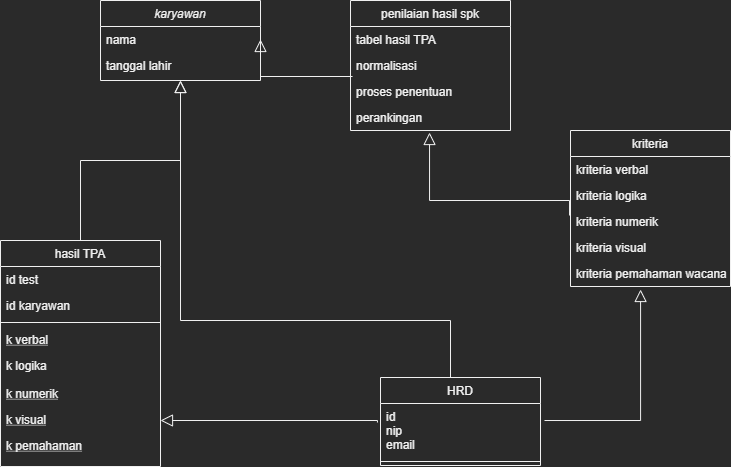 karyawan
nama
tanggal lahir
penilaian hasil spk
tabel hasil TPA
normalisasi
proses penentuan
perankingan
kriteria
kriteria verbal
kriteria logika
kriteria numerik
kriteria visual
kriteria pemahaman wacana
hasil TPA
id test
id karyawan
k verbal
k logika
k numerik
k visual
k pemahaman
HRD
id
nip
email